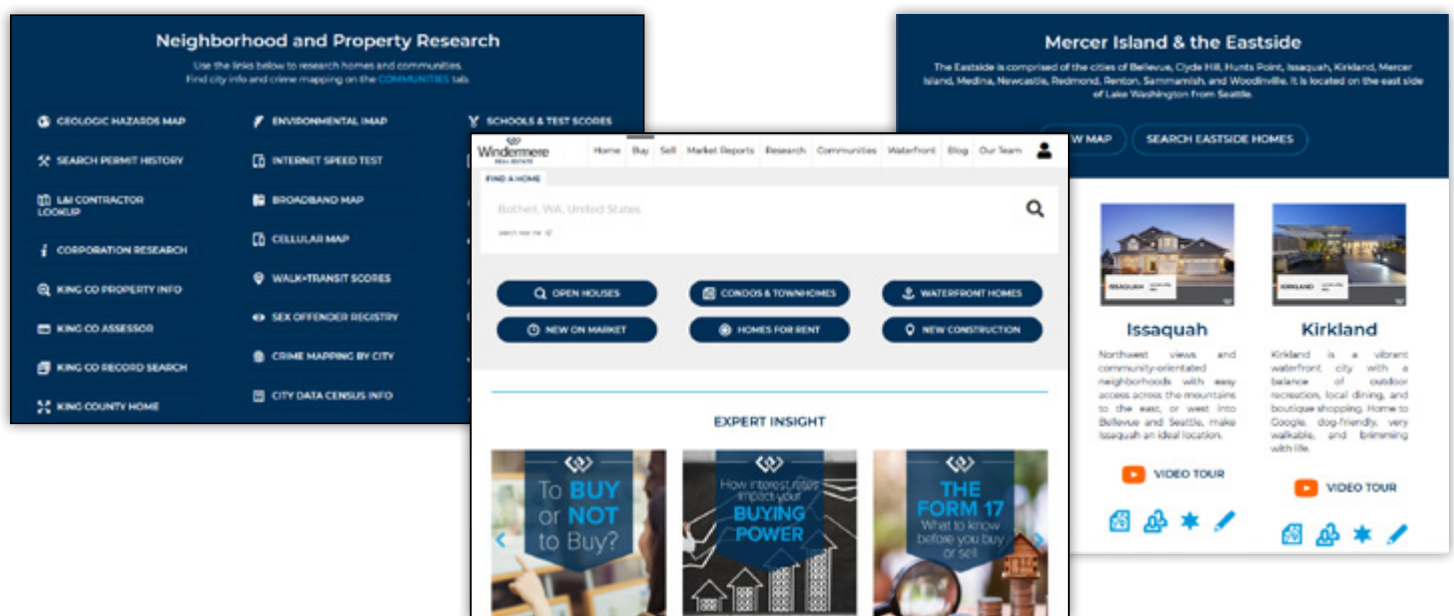 Neighborhood and Property Research
Use the links below to research homes and communities.
Find city info and crime mapping on the COMMUNITIES tab.
GEOLOGIC HAZARDS MAP
ENVIRONMENTAL IMAP
SCHOOLS & TEST SCORES
SEARCH PERMIT HISTORY
INTERNET SPEED TEST
L&I CONTRACTOR
LOOKUP
BROADBAND MAP
CORPORATION RESEARCH
CELLULAR MAP
KING CO PROPERTY INFO
WALK+TRANSIT SCORES
KING CO ASSESSOR
SEX OFFENDER REGISTRY
KING CO RECORD SEARCH
CRIME MAPPING BY CITY
KING COUNTY HOME
CITY DATA CENSUS INFO
Windermere
REAL ESTATE
Home Buy Sell Market Reports Research Communities Waterfront Blog Our Team
FIND A HOME
Bothell, WA, United States
OPEN HOUSES
CONDOS & TOWNHOMES
WATERFRONT HOMES
NEW ON MARKET
HOMES FOR RENT
NEW CONSTRUCTION
EXPERT INSIGHT
To BUY
or NOT
to Buy?
How interest rates
impact your
BUYING
POWER
THE
FORM 17
What to know
before you buy
or sell
Mercer Island & the Eastside
The Eastside is comprised of the cities of Bellevue, Clyde Hill, Hunts Point, Issaquah, Kirkland, Mercer
Island, Medina, Newcastle, Redmond, Renton, Sammamish, and Woodinville. It is located on the east side
of Lake Washington from Seattle.
W MAP
SEARCH EASTSIDE HOMES
ISSAQUAH
KIRKLAND
Issaquah
Northwest views and
community-orientated
neighborhoods with easy
access across the mountains
to the east, or west into
Bellevue and Seattle, make
Issaquah an ideal location.
VIDEO TOUR
Kirkland
Kirkland is a vibrant
waterfront city with a
balance of outdoor
recreation, local dining, and
boutique shopping. Home to
Google, dog-friendly, very
walkable, and brimming
with life.
VIDEO TOUR